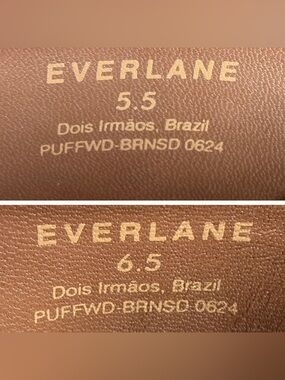 EVERLANE
5.5
Dois Irmãos, Brazil
PUFFWD-BRNSD 0624
EVERLANE
6.5
Dois Irmãos, Brazil
PUFFWD-BRNSD 0624